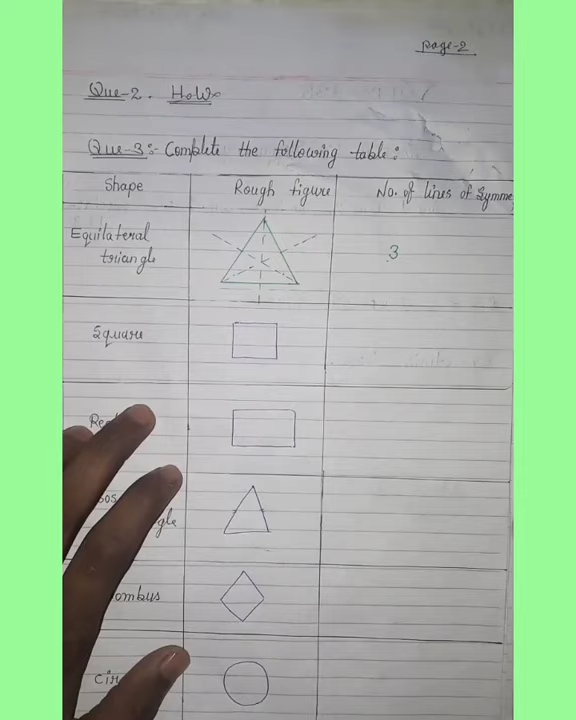 page-2
Que-2. H.W.
Que-3:- Complete the following table:
Shape Rough figure No. of lines of Symme
Equilateral
triangle
3
Square
gle
ombus